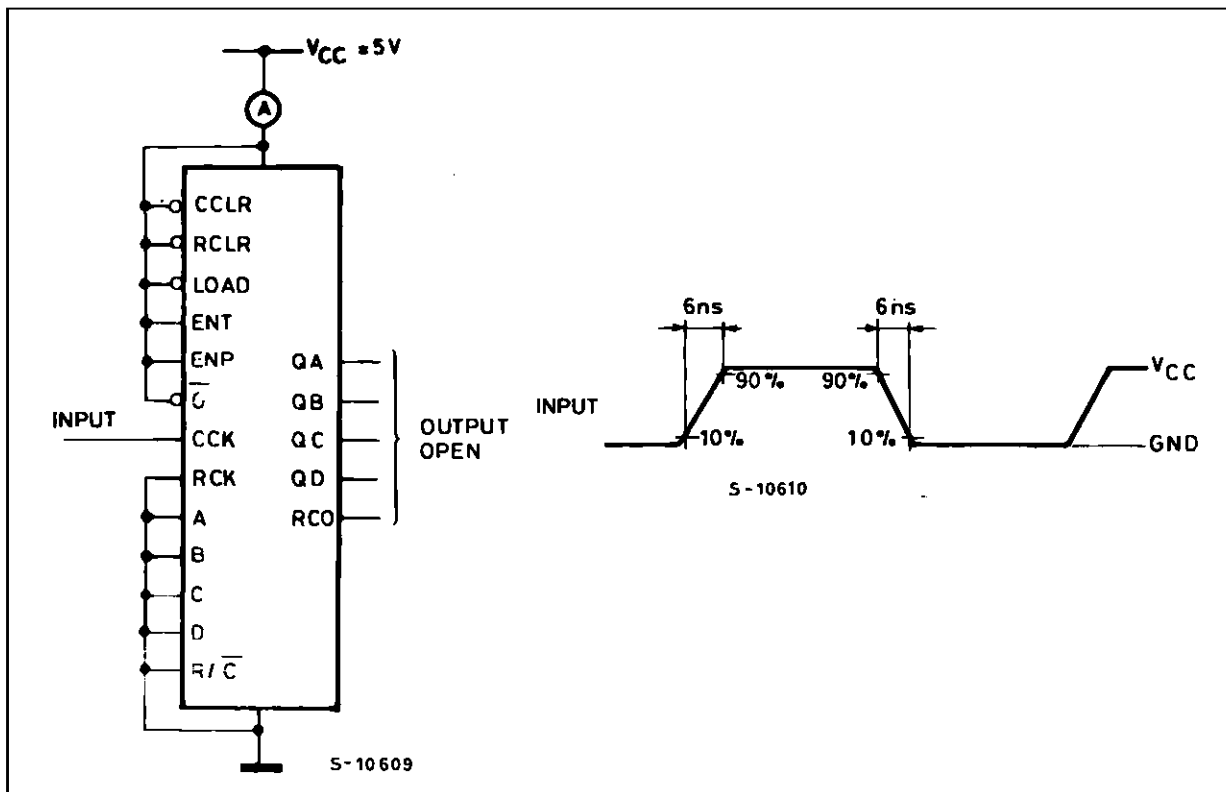 VCC = 5V
A
CCLR
RCLR
LOAD
ENT
ENP
G̅
INPUT
CCK
RCK
A
B
C
D
R/C̅
QA
QB
QC
QD
RCO
OUTPUT
OPEN
S-10609
6ns
6ns
INPUT
90%
90%
10%
10%
VCC
GND
S-10610